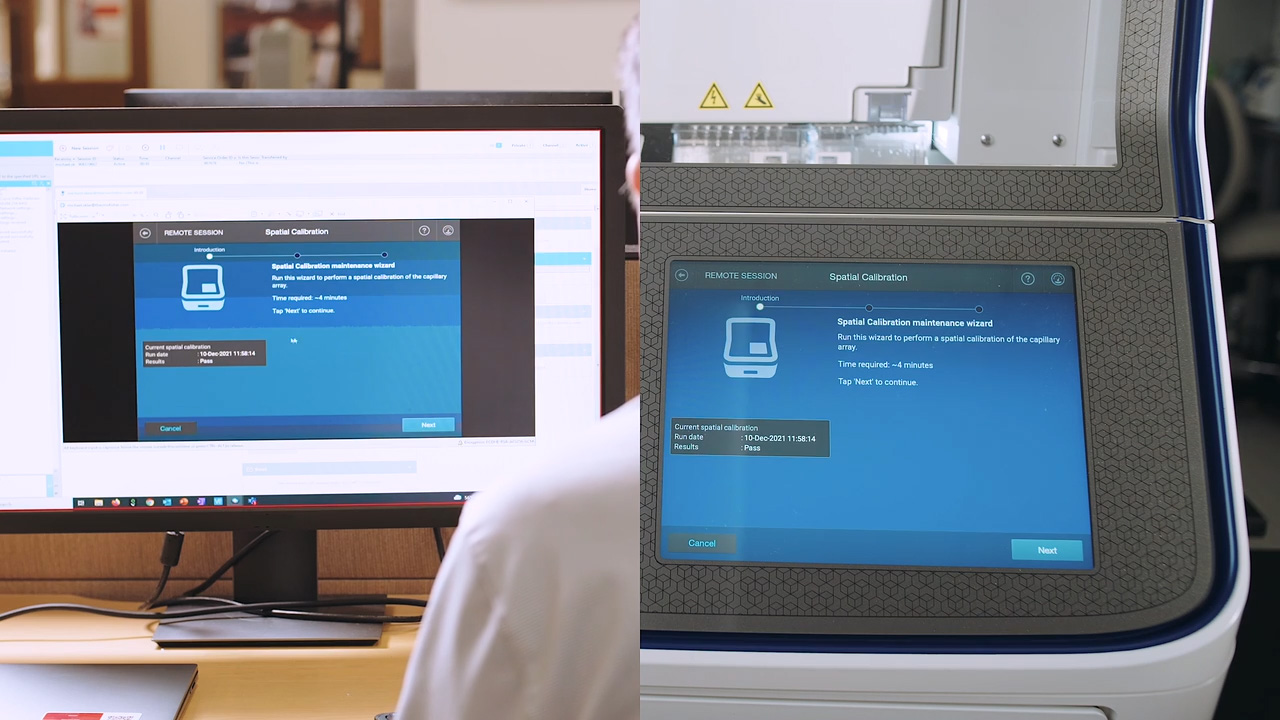 New Session
REMOTE SESSION
Spatial Calibration
Introduction
Spatial Calibration maintenance wizard
Run this wizard to perform a spatial calibration of the capillary
array.
Time required: ~4 minutes
Tap 'Next' to continue.
Current spatial calibration
Run date : 10-Dec-2021 11:58:14
Results : Pass
Cancel
Next
REMOTE SESSION
Spatial Calibration
Introduction
Spatial Calibration maintenance wizard
Run this wizard to perform a spatial calibration of the capillary
array.
Time required: ~4 minutes
Tap 'Next' to continue.
Current spatial calibration
Run date : 10-Dec-2021 11:58:14
Results : Pass
Cancel
Next